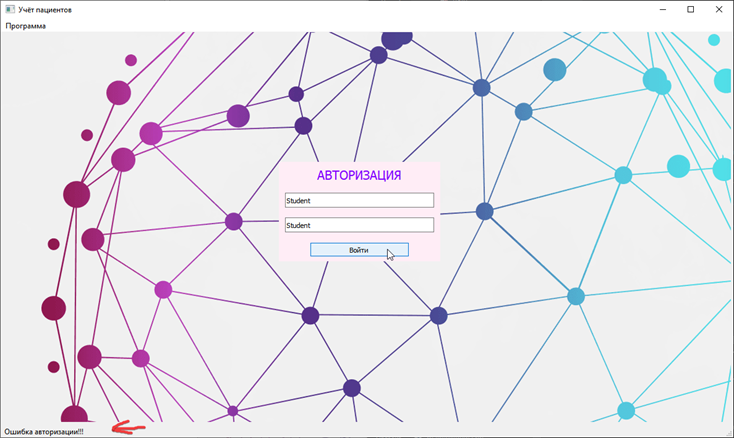 Учёт пациентов
Программа
АВТОРИЗАЦИЯ
Student
Student
Войти
Ошибка авторизации!!!